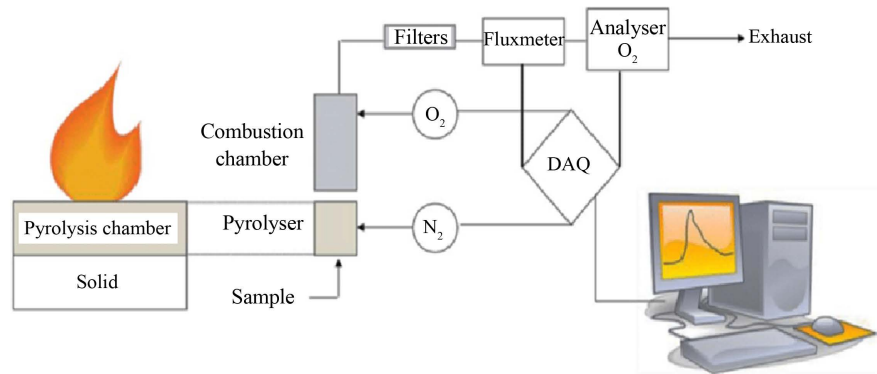 Filters
Fluxmeter
Analyser
O₂
Exhaust
Combustion
chamber
O₂
DAQ
Pyrolysis chamber
Pyrolyser
N₂
Solid
Sample